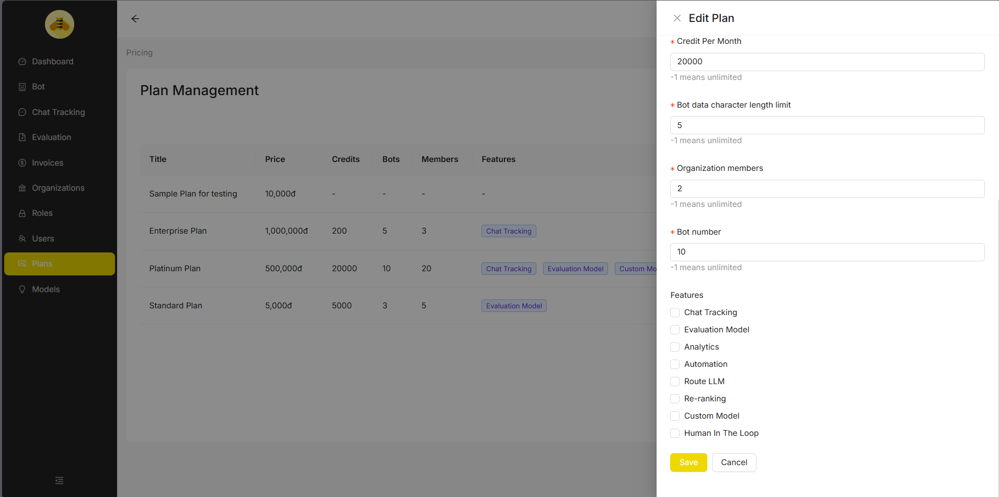 Dashboard
Bot
Chat Tracking
Evaluation
Invoices
Organizations
Roles
Users
Plans
Models
Pricing
Plan Management
Title Price Credits Bots Members Features
Sample Plan for testing 10,000đ - - - -
Enterprise Plan 1,000,000đ 200 5 3 Chat Tracking
Platinum Plan 500,000đ 20000 10 20 Chat Tracking Evaluation Model Custom Mo
Standard Plan 5,000đ 5000 3 5 Evaluation Model
Edit Plan
* Credit Per Month
20000
-1 means unlimited
* Bot data character length limit
5
-1 means unlimited
* Organization members
2
-1 means unlimited
* Bot number
10
-1 means unlimited
Features
Chat Tracking
Evaluation Model
Analytics
Automation
Route LLM
Re-ranking
Custom Model
Human In The Loop
Save Cancel